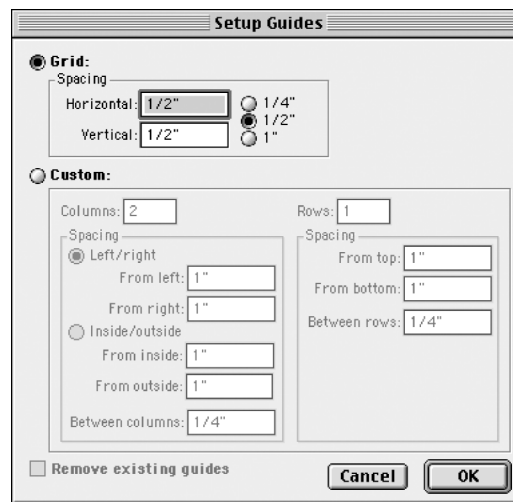 Setup Guides
Grid:
Spacing
Horizontal: 1/2"
Vertical: 1/2"
1/4"
1/2"
1"
Custom:
Columns: 2
Spacing
Left/right
From left: 1"
From right: 1"
Inside/outside
From inside: 1"
From outside: 1"
Between columns: 1/4"
Rows: 1
Spacing
From top: 1"
From bottom: 1"
Between rows: 1/4"
Remove existing guides
Cancel
OK